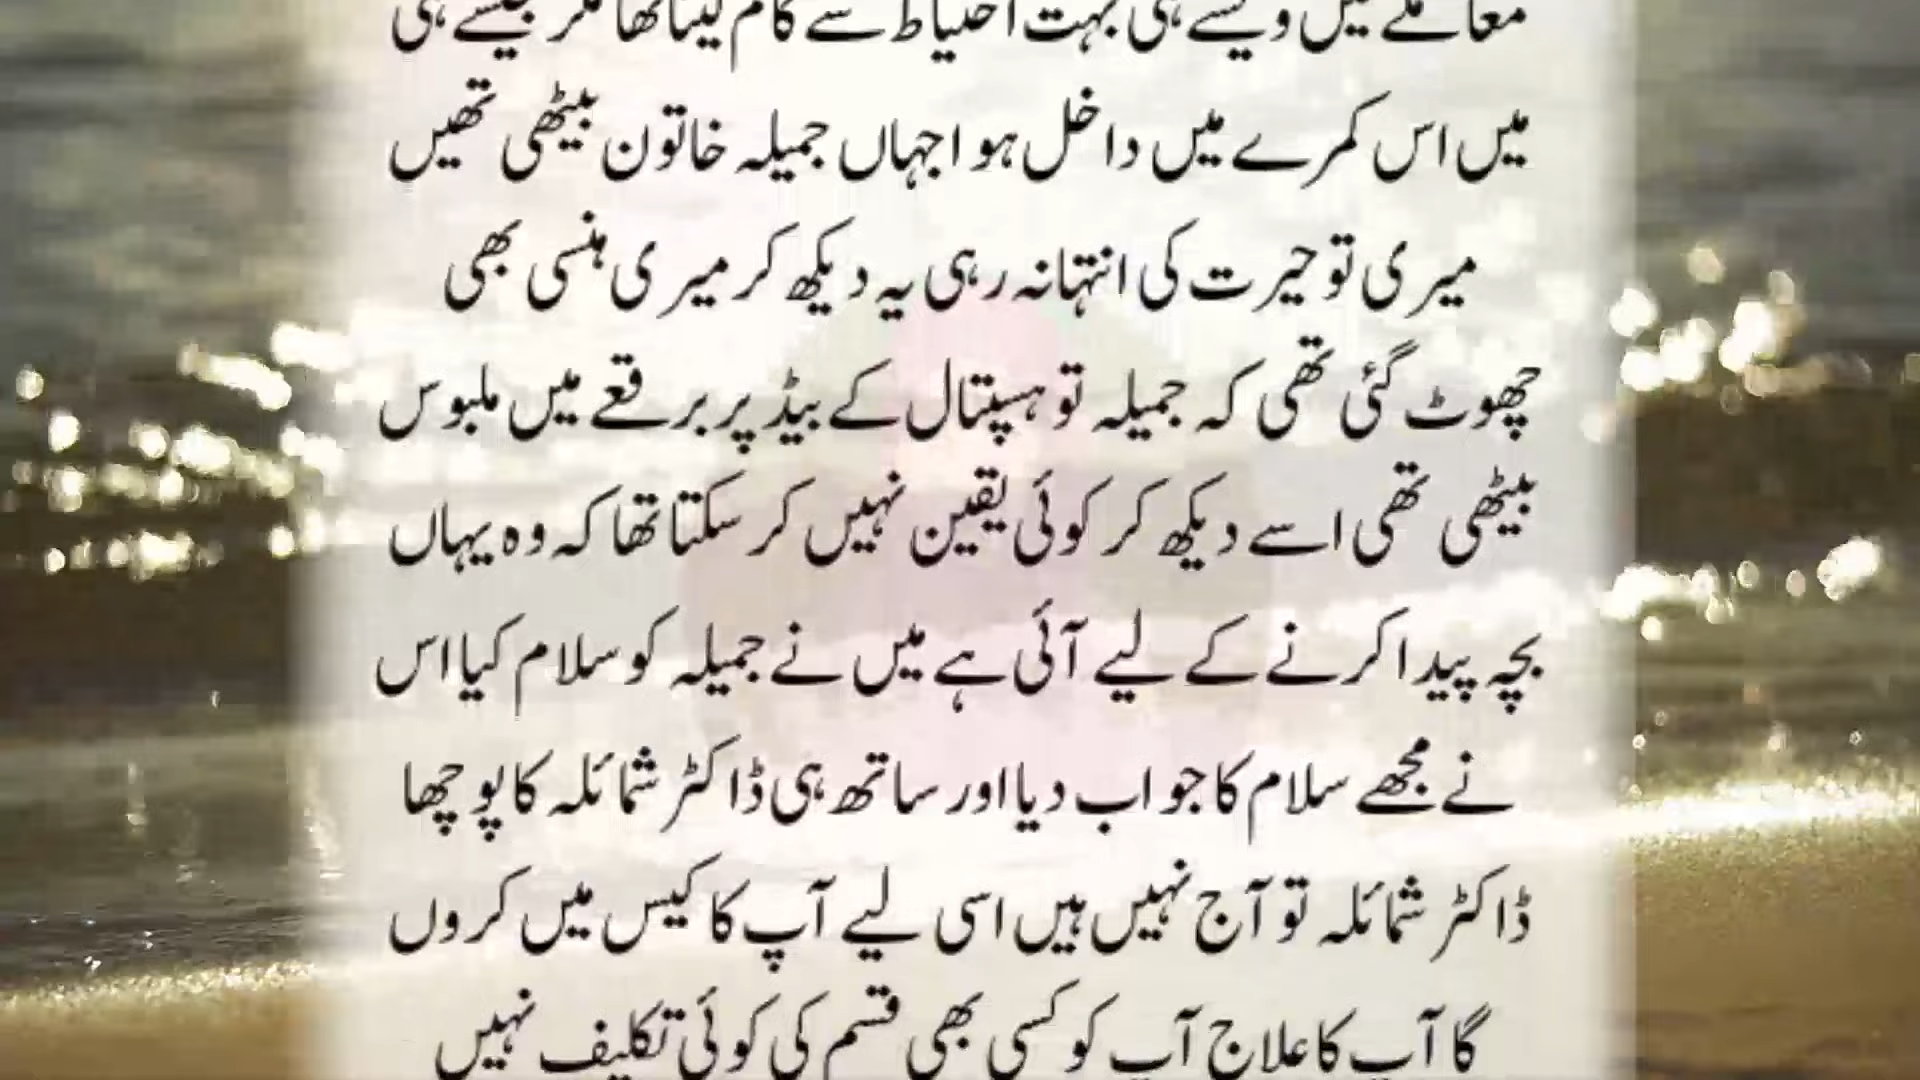 معاملے میں ویسے ہی بہت احتیاط سے کام لیتا تھا مگر جیسے ہی
میں اس کمرے میں داخل ہوا جہاں جمیلہ خاتون بیٹھی تھیں
میری تو حیرت کی انتہا نہ رہی یہ دیکھ کر میری ہنسی بھی
چھوٹ گئی تھی کہ جمیلہ تو ہسپتال کے بیڈ پر برقعے میں ملبوس
بیٹھی تھی اسے دیکھ کر کوئی یقین نہیں کر سکتا تھا کہ وہ یہاں
بچہ پیدا کرنے کے لیے آئی ہے میں نے جمیلہ کو سلام کیا اس
نے مجھے سلام کا جواب دیا اور ساتھ ہی ڈاکٹر شمائلہ کا پوچھا
ڈاکٹر شمائلہ تو آج نہیں ہیں اسی لیے آپ کا کیس میں کروں
گا آپ کا علاج آپ کو کسی بھی قسم کی کوئی تکلیف نہیں